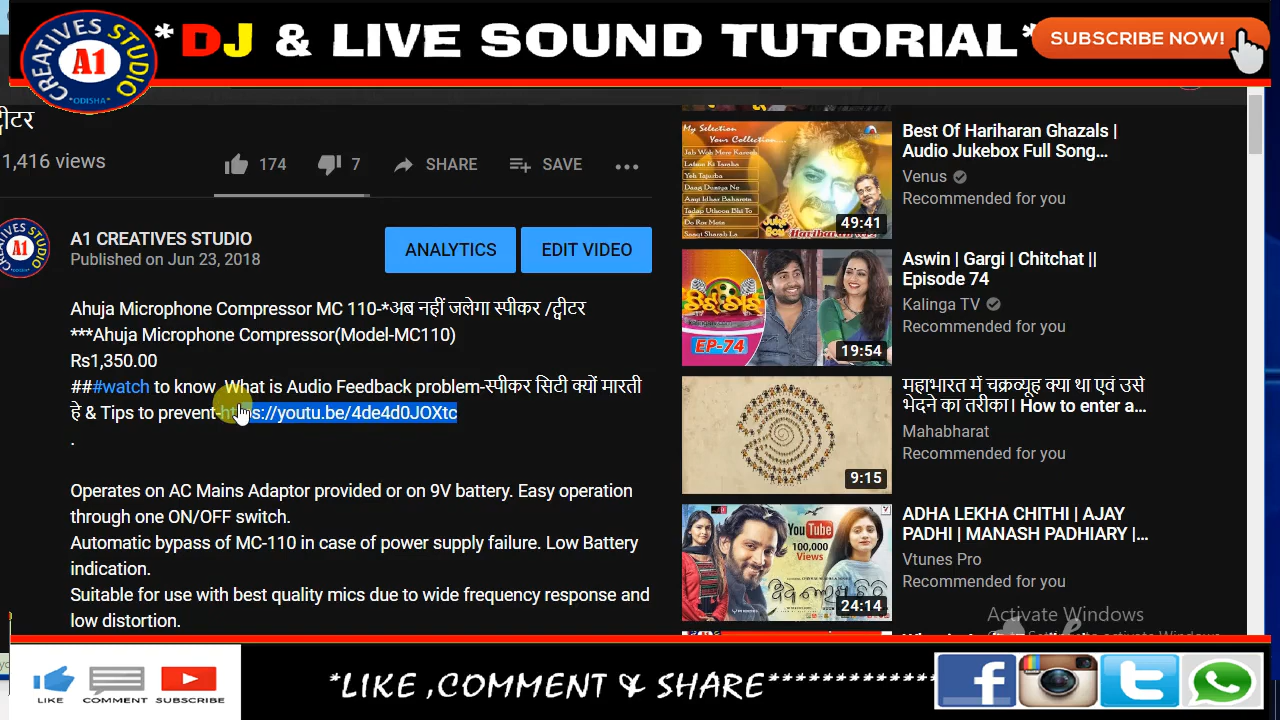 * DJ & LIVE SOUND TUTORIAL*
SUBSCRIBE NOW!
CREATIVES STUDIO
A1
*ODISHA*
ट्वीटर
1,416 views
174
7
SHARE
SAVE
A1 CREATIVES STUDIO
Published on Jun 23, 2018
ANALYTICS
EDIT VIDEO
Ahuja Microphone Compressor MC 110-*अब नहीं जलेगा स्पीकर /ट्वीटर
***Ahuja Microphone Compressor(Model-MC110)
Rs1,350.00
###watch to know What is Audio Feedback problem-स्पीकर सिटी क्यों मारती
हे & Tips to prevent-https://youtu.be/4de4d0JOXtc
.
Operates on AC Mains Adaptor provided or on 9V battery. Easy operation
through one ON/OFF switch.
Automatic bypass of MC-110 in case of power supply failure. Low Battery
indication.
Suitable for use with best quality mics due to wide frequency response and
low distortion.
My Selection
Your Collection...
49:41
Best Of Hariharan Ghazals |
Audio Jukebox Full Song...
Venus
Recommended for you
EP-74
19:54
Aswin | Gargi | Chitchat ||
Episode 74
Kalinga TV
Recommended for you
9:15
महाभारत में चक्रव्यूह क्या था एवं उसे
भेदने का तरीका। How to enter a...
Mahabharat
Recommended for you
You Tube
100,000
Views
24:14
ADHA LEKHA CHITHI | AJAY
PADHI | MANASH PADHIARY |...
Vtunes Pro
Recommended for you
Activate Windows
LIKE
COMMENT
SUBSCRIBE
*LIKE ,COMMENT & SHARE**************